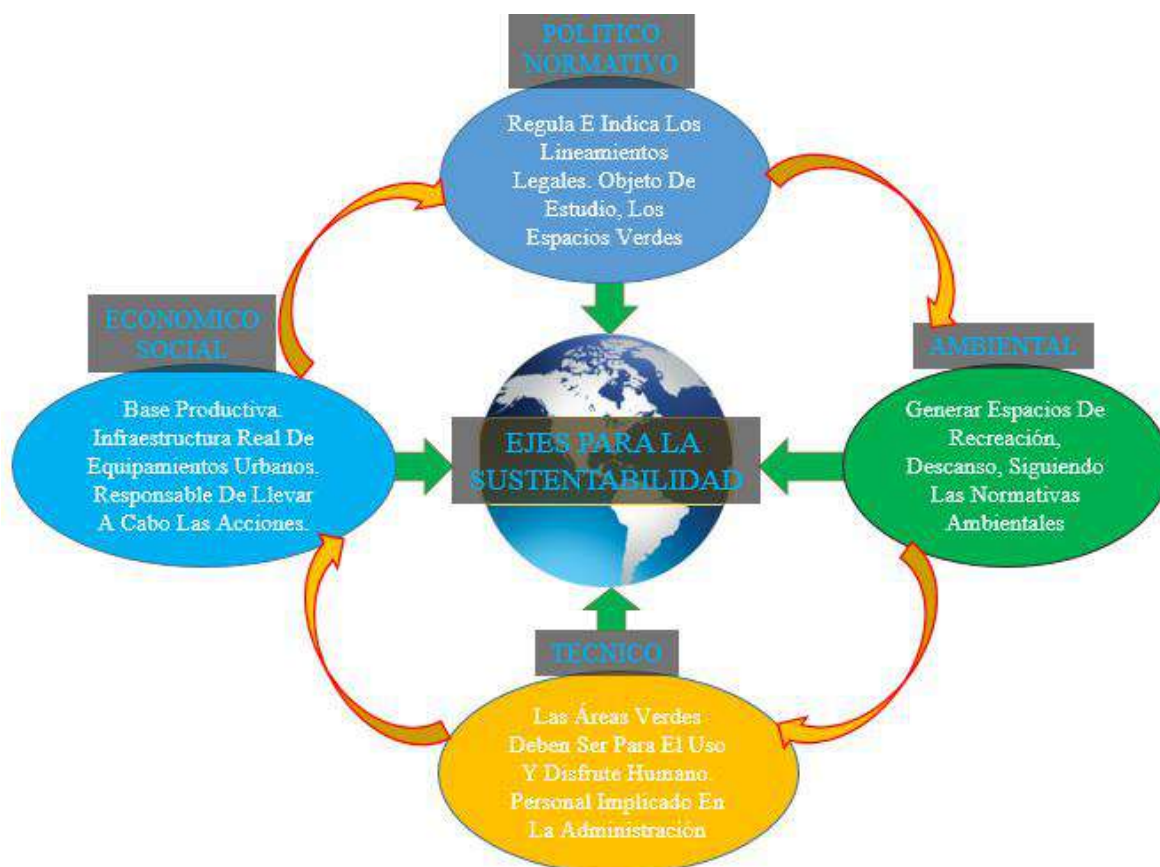 POLITICO
NORMATIVO
Regula E Indica Los
Lineamientos
Legales. Objeto De
Estudio, Los
Espacios Verdes
ECONOMICO
SOCIAL
Base Productiva.
Infraestructura Real De
Equipamientos Urbanos.
Responsable De Llevar
A Cabo Las Acciones.
EJES PARA LA
SUSTENTABILIDAD
AMBIENTAL
Generar Espacios De
Recreación,
Descanso, Siguiendo
Las Normativas
Ambientales
TECNICO
Las Áreas Verdes
Deben Ser Para El Uso
Y Disfrute Humano.
Personal Implicado En
La Administración